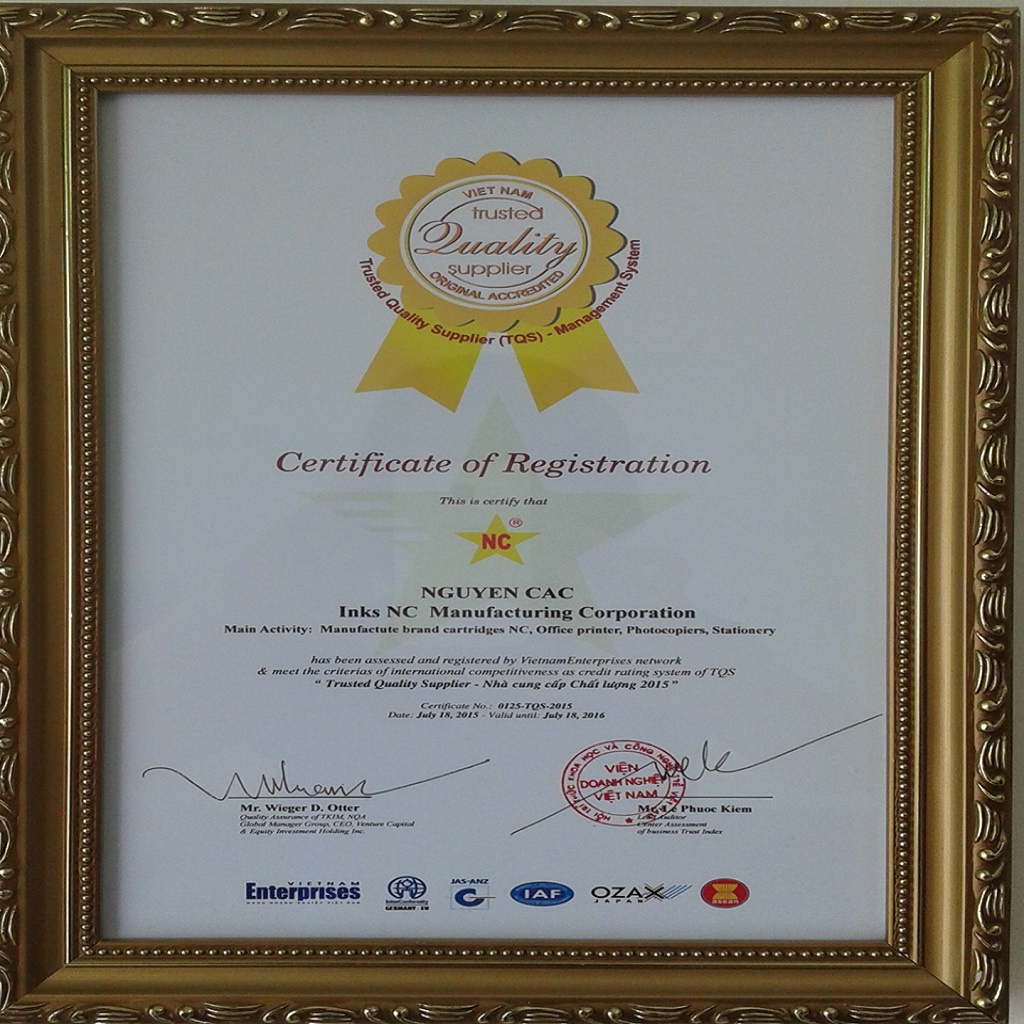 VIET NAM
trusted
Quality
supplier
ORIGINAL ACCREDITED
Trusted Quality Supplier (TQS) - Management System
Certificate of Registration
This is certify that
NC®
NGUYEN CAC
Inks NC Manufacturing Corporation
Main Activity: Manufactute brand cartridges NC, Office printer, Photocopiers, Stationery
has been assessed and registered by VietnamEnterprises network
& meet the criterias of international competitiveness as credit rating system of TQS
“ Trusted Quality Supplier - Nhà cung cấp Chất lượng 2015 ”
Certificate No.: 0125-TQS-2015
Date: July 18, 2015 - Valid until: July 18, 2016
VIỆN
DOANH NGHIỆP
VIỆT NAM
Mr. Wieger D. Otter
Quality Assurance of TKIM, NQA
Global Manager Group, CEO, Venture Capital
& Equity Investment Holding Inc.
Mr. Le Phuoc Kiem
Lead Auditor
Center Assessment
of business Trust Index
VIETNAM
Enterprises
InterConformity
GERMANY - EU
JAS-ANZ
IAF
OZAX
JAPAN
asean